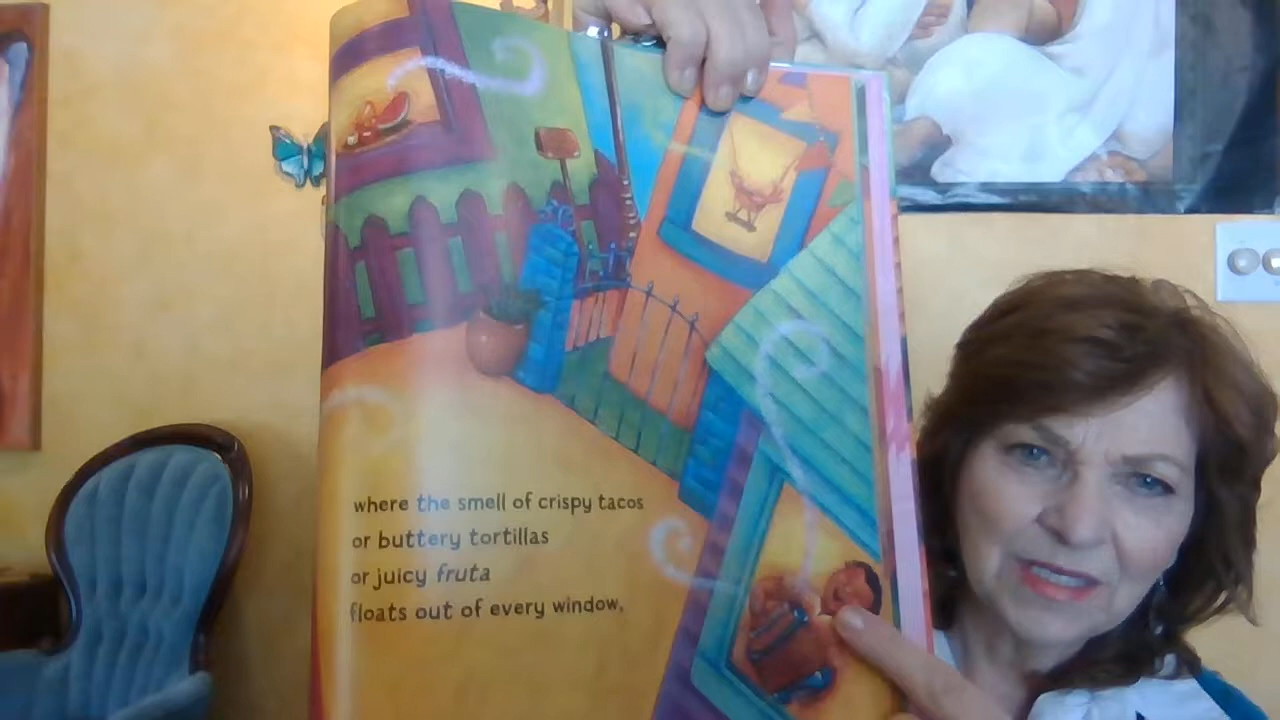 where the smell of crispy tacos
or buttery tortillas
or juicy fruta
floats out of every window,